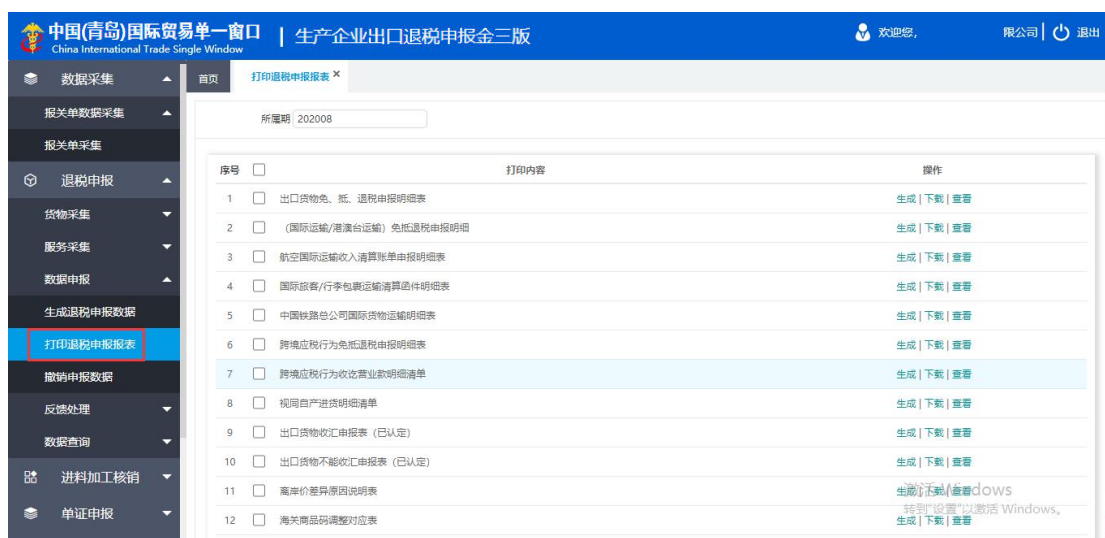 中国(青岛)国际贸易单一窗口 | 生产企业出口退税申报金三版 欢迎您, 限公司 | 退出
China International Trade Single Window
数据采集
首页 打印退税申报报表 ×
报关单数据采集
所属期 202008
报关单采集
序号 打印内容 操作
退税申报
1 出口货物免、抵、退税申报明细表 生成 | 下载 | 查看
货物采集
2 (国际运输/港澳台运输) 免抵退税申报明细 生成 | 下载 | 查看
服务采集
3 航空国际运输收入清算账单申报明细表 生成 | 下载 | 查看
数据申报
4 国际旅客/行李包裹运输清算函件明细表 生成 | 下载 | 查看
生成退税申报数据
5 中国铁路总公司国际货物运输明细表 生成 | 下载 | 查看
打印退税申报报表
6 跨境应税行为免抵退税申报明细表 生成 | 下载 | 查看
撤销申报数据
7 跨境应税行为收讫营业款明细清单 生成 | 下载 | 查看
反馈处理
8 视同自产进货明细清单 生成 | 下载 | 查看
数据查询
9 出口货物收汇申报表(已认定) 生成 | 下载 | 查看
10 出口货物不能收汇申报表(已认定) 生成 | 下载 | 查看
进料加工核销
11 离岸价差异原因说明表 生成 | 下载 | 查看
激活 Windows
单证申报
转到"设置"以激活 Windows。
12 海关商品码调整对应表 生成 | 下载 | 查看